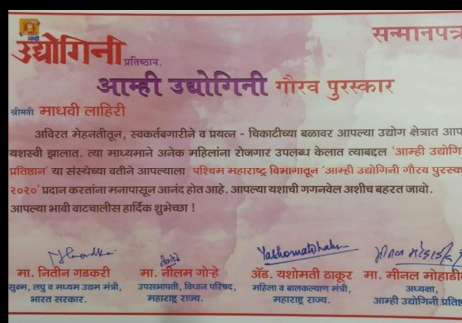 सन्मानपत्र
उद्योगिनी
प्रतिष्ठान.
आम्ही उद्योगिनी गौरव पुरस्कार
श्रीमती माधवी लाहिरी
अविरत मेहनतीतून, स्वकर्तबगारीने व प्रयत्न - चिकाटीच्या बळावर आपल्या उद्योग क्षेत्रात आप
यशस्वी झालात. त्या माध्यमाने अनेक महिलांना रोजगार उपलब्ध केलात त्याबद्दल 'आम्ही उद्योगि
प्रतिष्ठान' या संस्थेच्या वतीने आपल्याला पश्चिम महाराष्ट्र विभागातून 'आम्ही उद्योगिनी गौरव पुरस्क
२०२०' प्रदान करतांना मनापासून आनंद होत आहे. आपल्या यशाची गगनवेल अशीच बहरत जावो.
आपल्या भावी वाटचालीस हार्दिक शुभेच्छा !
मा. नितीन गडकरी मा. नीलम गोऱ्हे ॲड. यशोमती ठाकूर मा. मीनल मोहाडी
सुक्ष्म, लघु व मध्यम उद्यम मंत्री, उपसभापती, विधान परिषद, महिला व बालकल्याण मंत्री, अध्यक्षा,
भारत सरकार. महाराष्ट्र राज्य. महाराष्ट्र राज्य. आम्ही उद्योगिनी प्रतिष्ठ